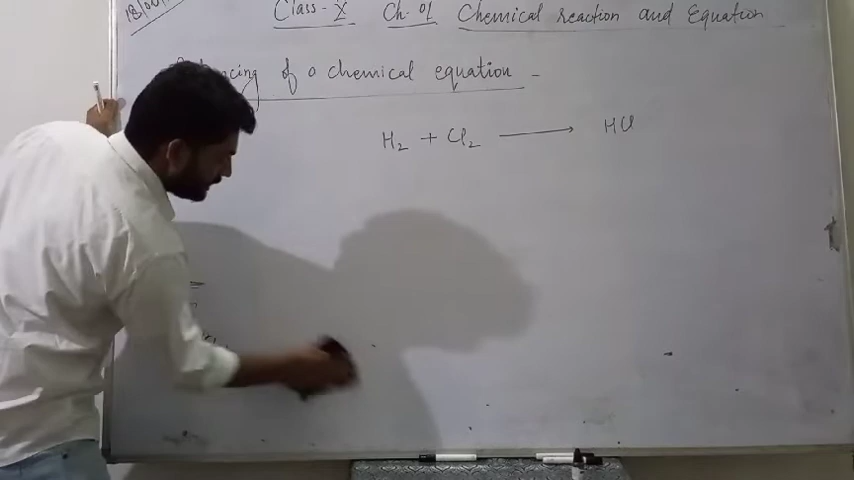 Class - X Ch. 01 Chemical reaction and Equation
of a chemical equation -
H₂ + Cl₂ ⟶ HCl